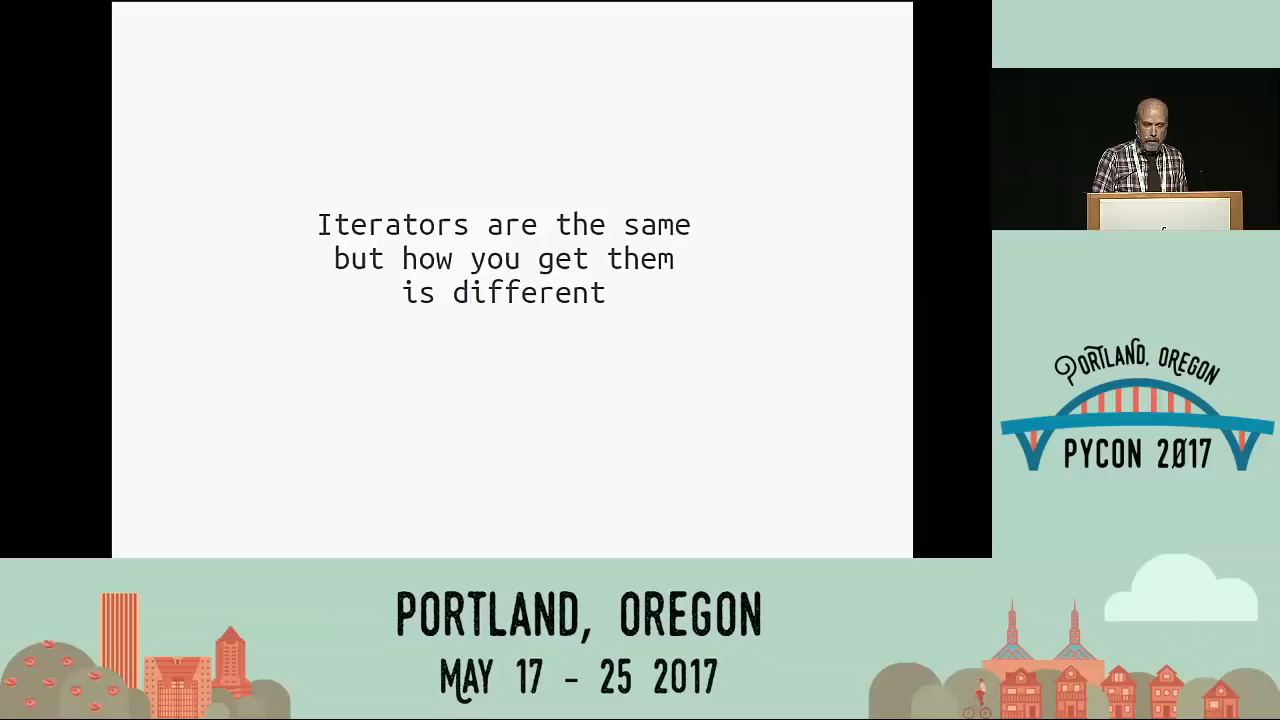 Iterators are the same
but how you get them
is different
PORTLAND, OREGON
PYCON 2017
PORTLAND, OREGON
MAY 17 - 25 2017